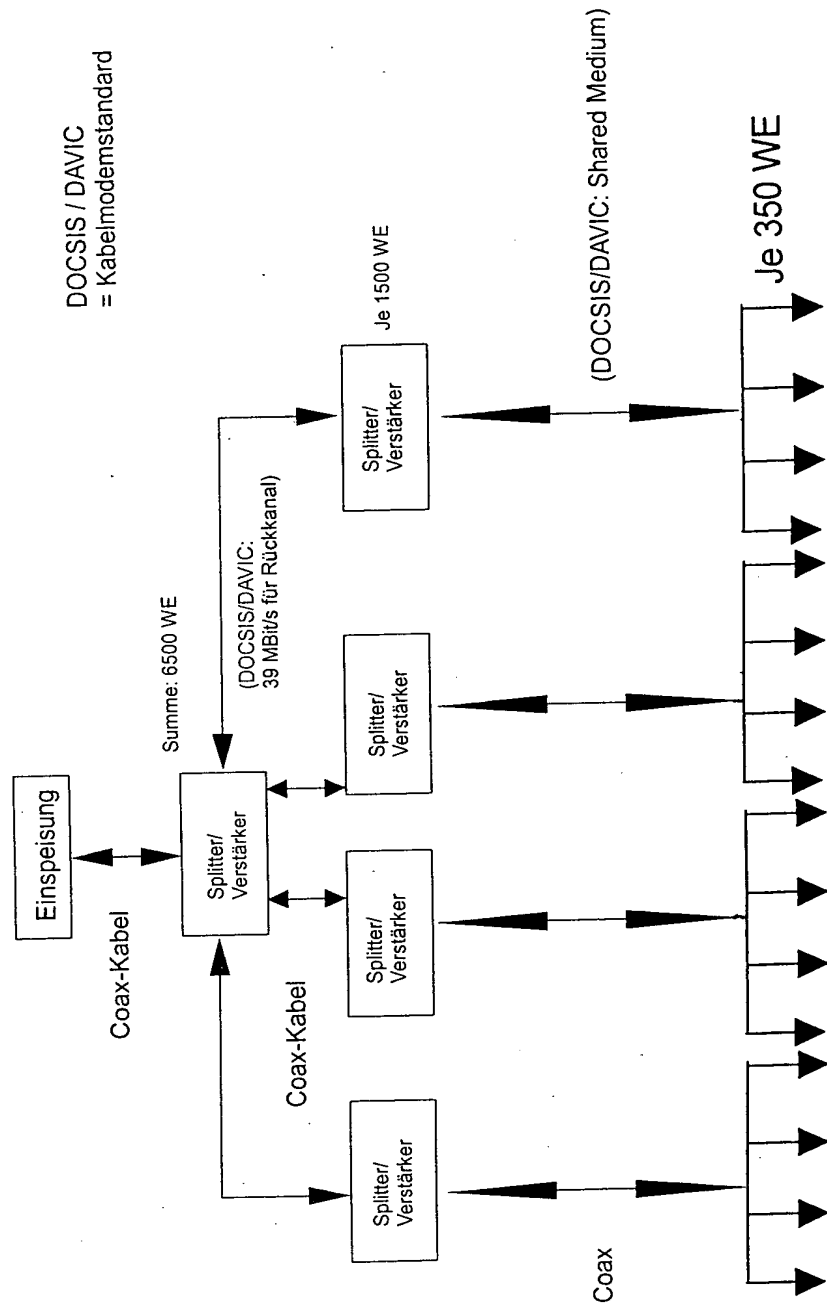 Einspeisung
Coax-Kabel
DOCSIS / DAVIC
= Kabelmodemstandard
Summe: 6500 WE
Splitter/
Verstärker
(DOCSIS/DAVIC:
39 MBit/s für Rückkanal)
Coax-Kabel
Je 1500 WE
Splitter/
Verstärker
Splitter/
Verstärker
Splitter/
Verstärker
Splitter/
Verstärker
Coax
(DOCSIS/DAVIC: Shared Medium)
Je 350 WE